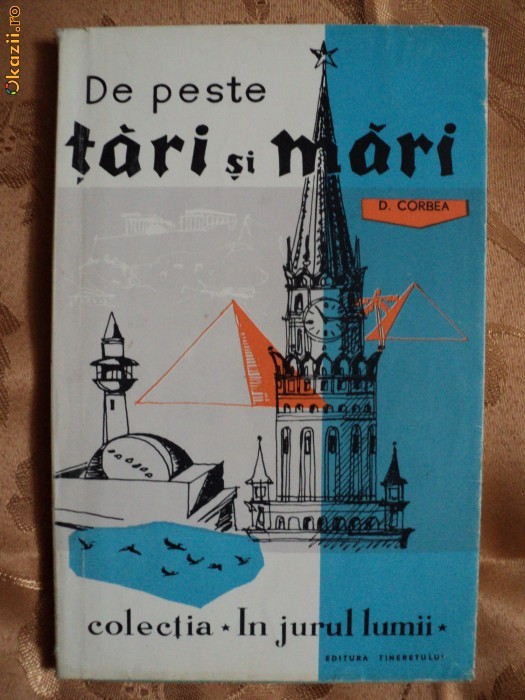 Okazii.ro
De peste
țări și mări
D. CORBEA
colecția ★ In jurul lumii ★
EDITURA TINERETULUI